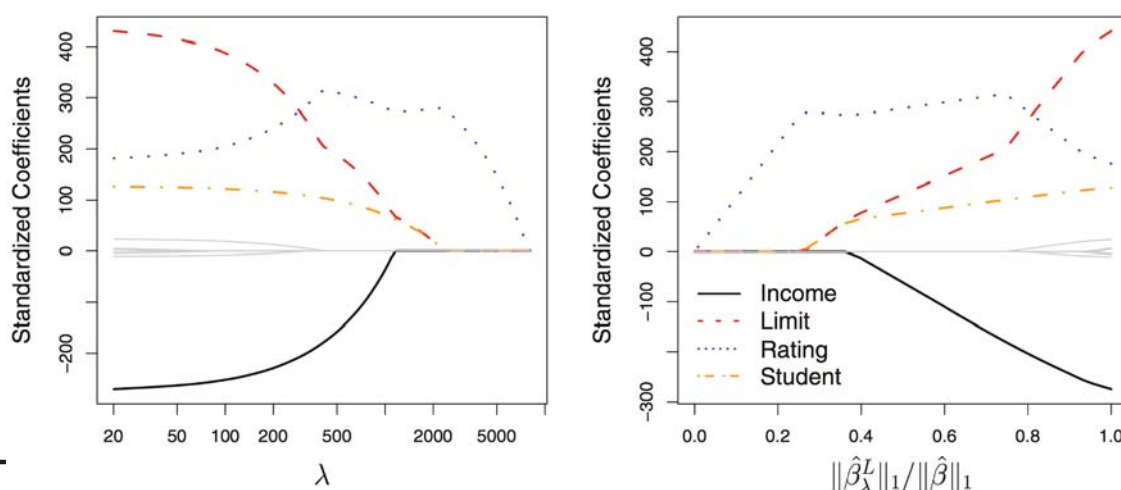 Standardized Coefficients
400
300
200
100
0
-200
20 50 100 200 500 2000 5000
λ
Standardized Coefficients
400
300
200
100
0
-100
-300
Income
Limit
Rating
Student
0.0 0.2 0.4 0.6 0.8 1.0
‖β̂λᴸ‖₁/‖β̂‖₁